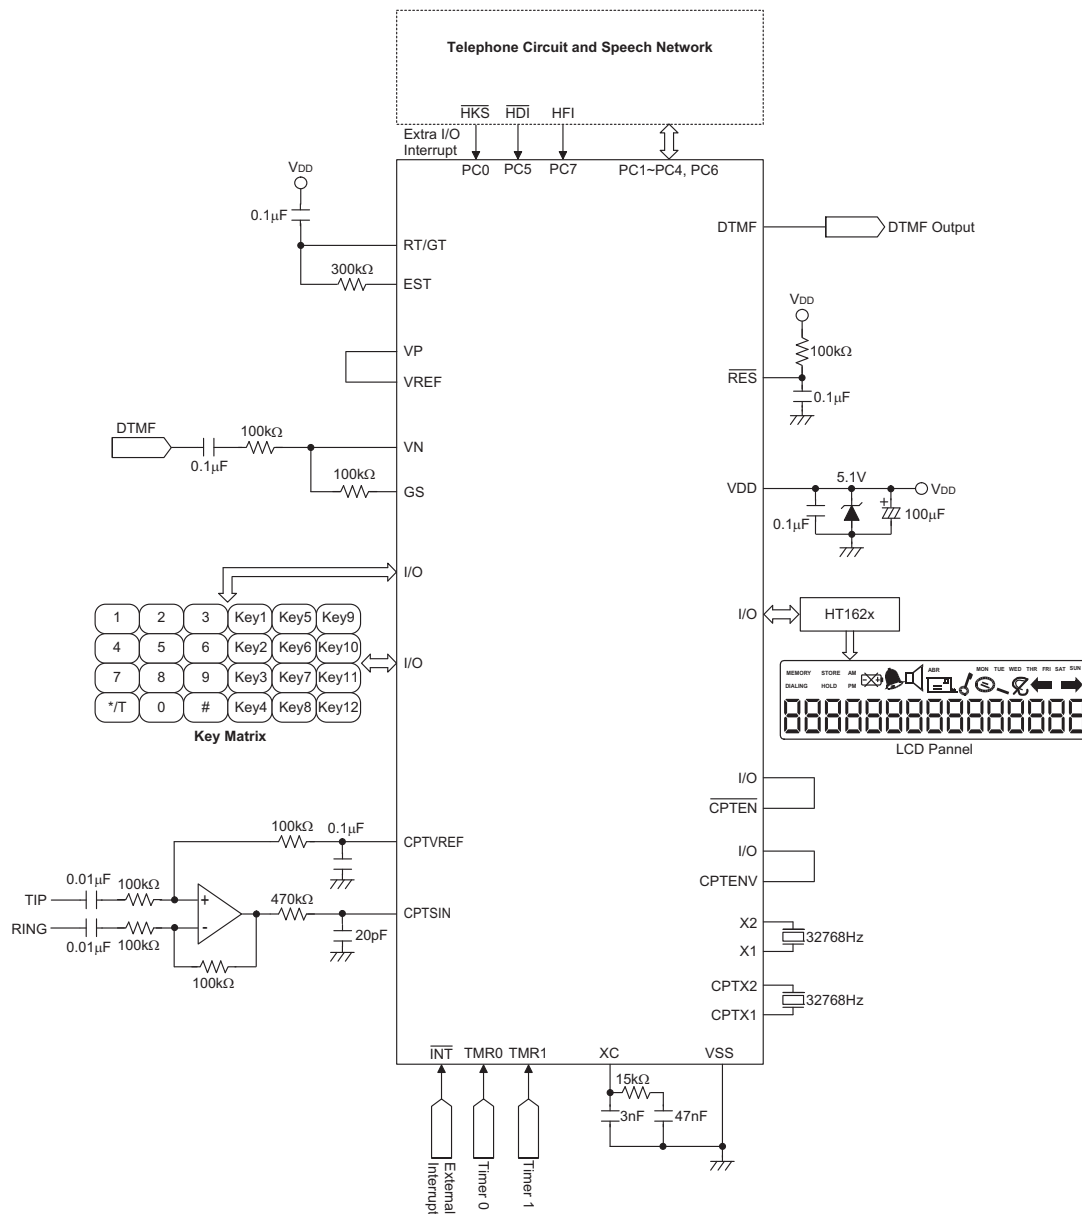 Telephone Circuit and Speech Network
HKS HDI HFI
Extra I/O
Interrupt
PC0 PC5 PC7 PC1~PC4, PC6
VDD
0.1µF
RT/GT
300kΩ
EST
VP
VREF
DTMF
0.1µF
100kΩ
VN
100kΩ
GS
I/O
1 2 3 Key1 Key5 Key9
4 5 6 Key2 Key6 Key10
7 8 9 Key3 Key7 Key11
*/T 0 # Key4 Key8 Key12
I/O
Key Matrix
100kΩ
0.1µF
CPTVREF
TIP
0.01µF
100kΩ
+
RING
0.01µF
100kΩ
-
470kΩ
CPTSIN
20pF
100kΩ
DTMF
DTMF Output
VDD
100kΩ
RES
0.1µF
VDD
5.1V
VDD
0.1µF
+
100µF
I/O
HT162x
MEMORY STORE AM ABR MON TUE WED THR FRI SAT SUN
DIALING HOLD PM
LCD Pannel
I/O
CPTEN
I/O
CPTENV
X2
32768Hz
X1
CPTX2
32768Hz
CPTX1
INT TMR0 TMR1 XC VSS
15kΩ
3nF
47nF
External
Interrupt
Timer 0
Timer 1